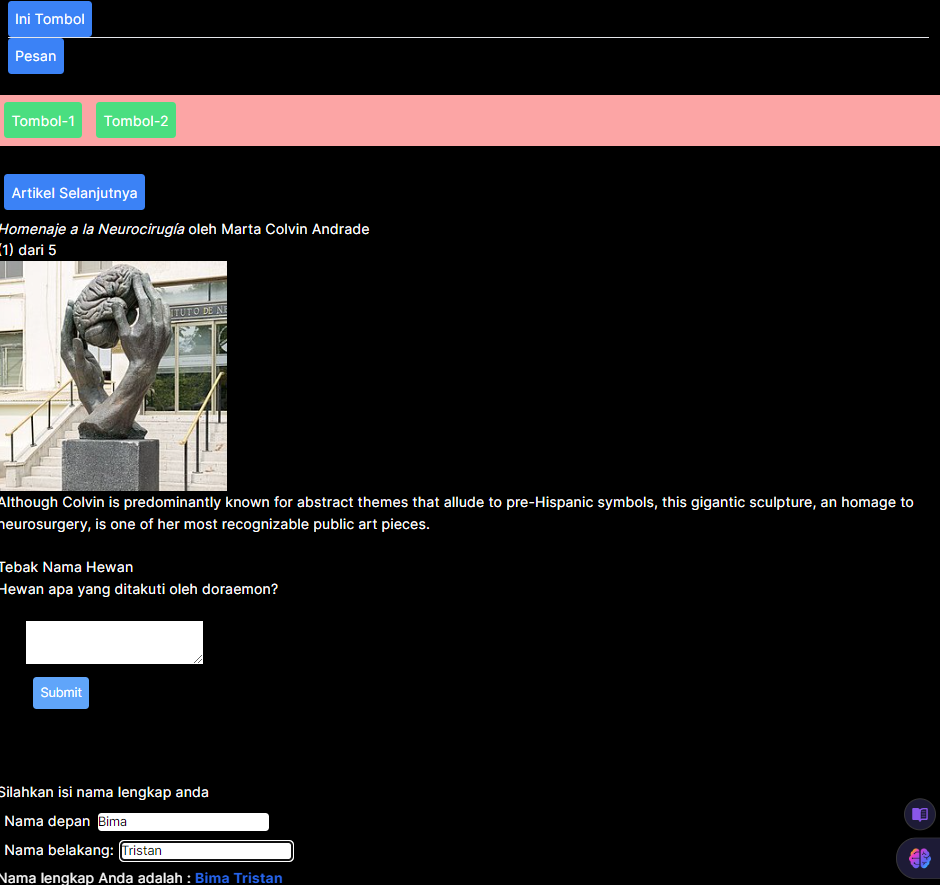 Ini Tombol
Pesan
Tombol-1 Tombol-2
Artikel Selanjutnya
Homenaje a la Neurocirugía oleh Marta Colvin Andrade
(1) dari 5
ITUTO DE N
Although Colvin is predominantly known for abstract themes that allude to pre-Hispanic symbols, this gigantic sculpture, an homage to
neurosurgery, is one of her most recognizable public art pieces.
Tebak Nama Hewan
Hewan apa yang ditakuti oleh doraemon?
Submit
Silahkan isi nama lengkap anda
Nama depan Bima
Nama belakang: Tristan
Nama lengkap Anda adalah : Bima Tristan